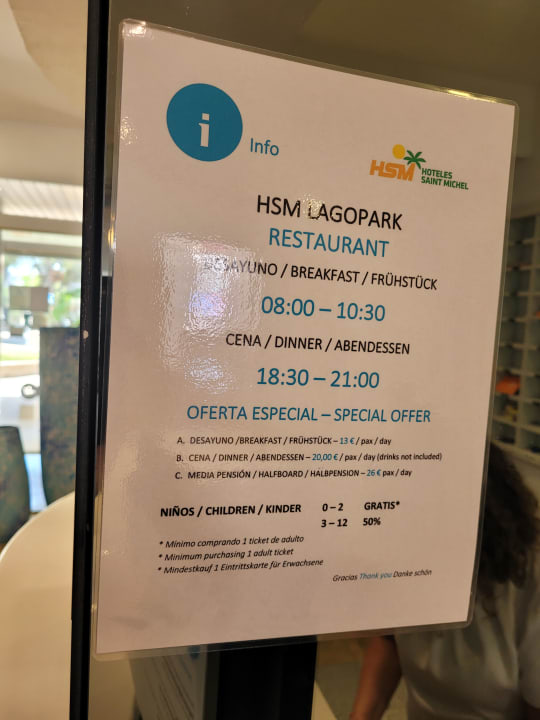 i
Info
HSM HOTELES
SAINT MICHEL
HSM LAGOPARK
RESTAURANT
DESAYUNO / BREAKFAST / FRÜHSTÜCK
08:00 – 10:30
CENA / DINNER / ABENDESSEN
18:30 – 21:00
OFERTA ESPECIAL – SPECIAL OFFER
A. DESAYUNO /BREAKFAST / FRÜHSTÜCK – 13 € / pax / day
B. CENA / DINNER / ABENDESSEN – 20,00 € / pax / day (drinks not included)
C. MEDIA PENSIÓN / HALFBOARD / HALBPENSION – 26 € pax / day
NIÑOS / CHILDREN / KINDER 0 – 2 GRATIS*
3 – 12 50%
* Mínimo comprando 1 ticket de adulto
* Minimum purchasing 1 adult ticket
* Mindestkauf 1 Eintrittskarte für Erwachsene
Gracias Thank you Danke schön